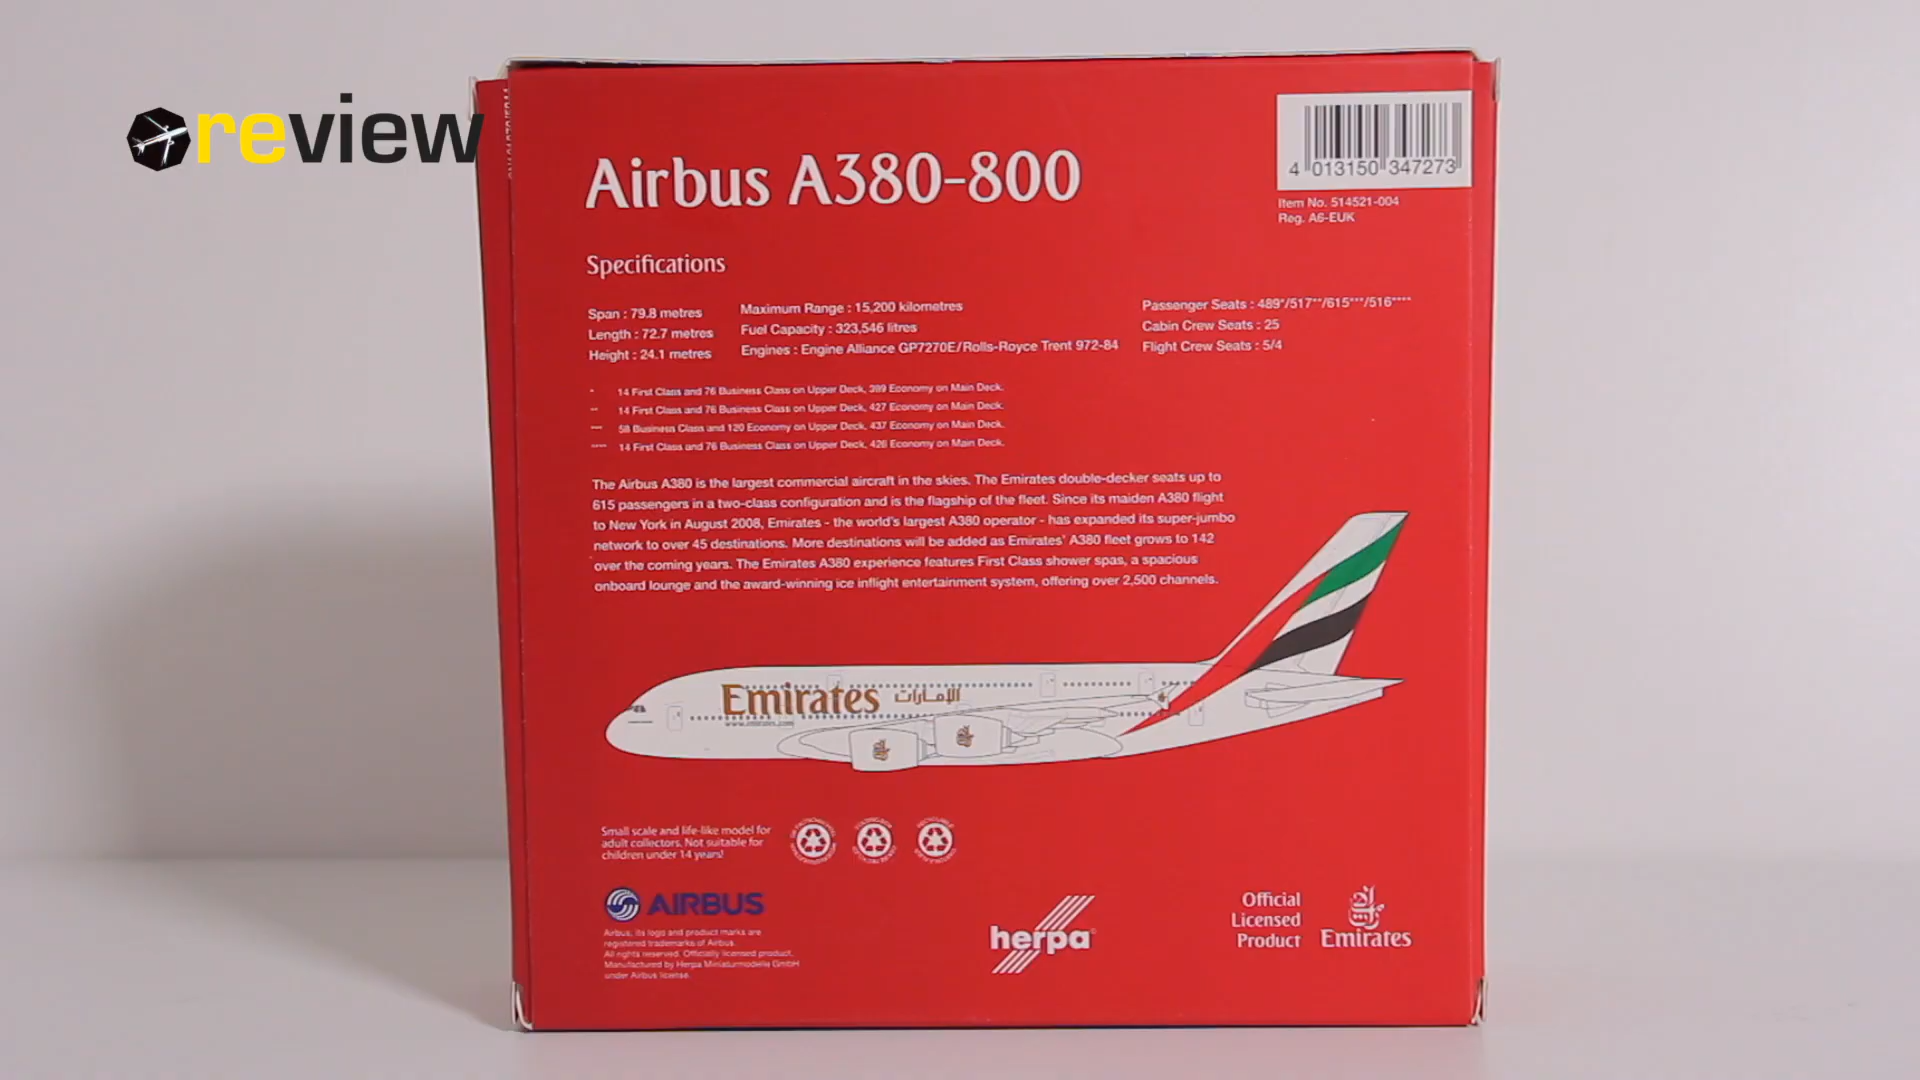 review
Airbus A380-800
4 013150 347273
Item No. 514521-004
Reg. A6-EUK
Specifications
Span : 79.8 metres
Length : 72.7 metres
Height : 24.1 metres
Maximum Range : 15,200 kilometres
Fuel Capacity : 323,546 litres
Engines : Engine Alliance GP7270E/Rolls-Royce Trent 972-84
Passenger Seats : 489*/517**/615***/516****
Cabin Crew Seats : 25
Flight Crew Seats : 5/4
* 14 First Class and 76 Business Class on Upper Deck, 399 Economy on Main Deck.
** 14 First Class and 76 Business Class on Upper Deck, 427 Economy on Main Deck.
*** 58 Business Class and 120 Economy on Upper Deck, 437 Economy on Main Deck.
**** 14 First Class and 76 Business Class on Upper Deck, 426 Economy on Main Deck.
The Airbus A380 is the largest commercial aircraft in the skies. The Emirates double-decker seats up to
615 passengers in a two-class configuration and is the flagship of the fleet. Since its maiden A380 flight
to New York in August 2008, Emirates - the world's largest A380 operator - has expanded its super-jumbo
network to over 45 destinations. More destinations will be added as Emirates' A380 fleet grows to 142
over the coming years. The Emirates A380 experience features First Class shower spas, a spacious
onboard lounge and the award-winning ice inflight entertainment system, offering over 2,500 channels.
Emirates الإمارات
www.emirates.com
Small scale and life-like model for
adult collectors. Not suitable for
children under 14 years!
AIRBUS
Airbus, its logo and product marks are
registered trademarks of Airbus.
All rights reserved. Officially licensed product.
Manufactured by Herpa Miniaturmodelle GmbH
under Airbus license.
herpa
Official
Licensed
Product
Emirates